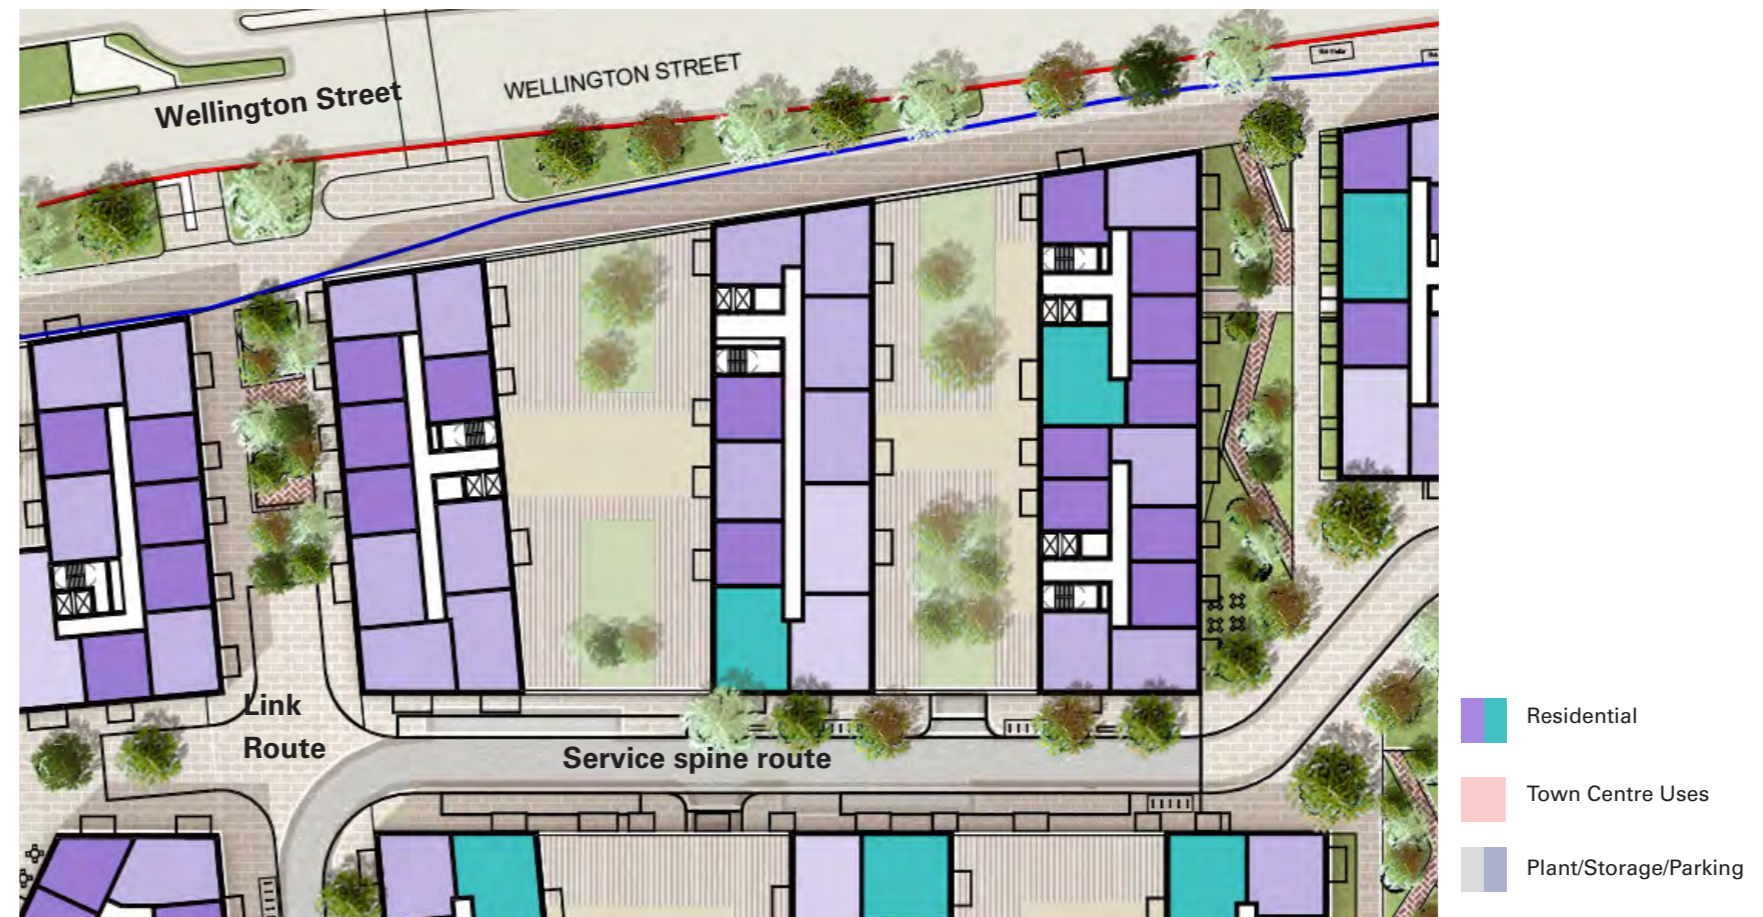 WELLINGTON STREET
Wellington Street
Link
Route
Service spine route
Residential
Town Centre Uses
Plant/Storage/Parking